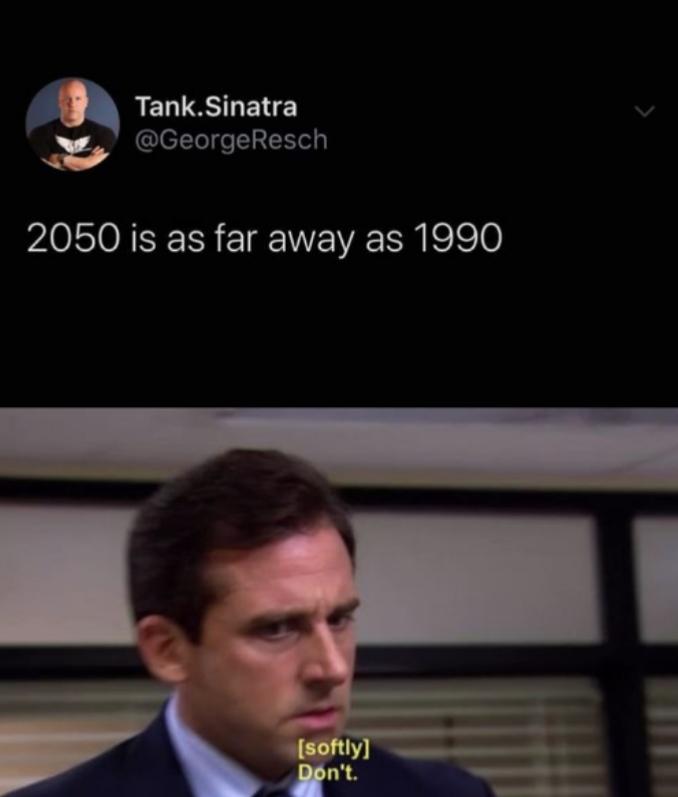 Tank.Sinatra
@GeorgeResch
2050 is as far away as 1990
[softly]
Don't.